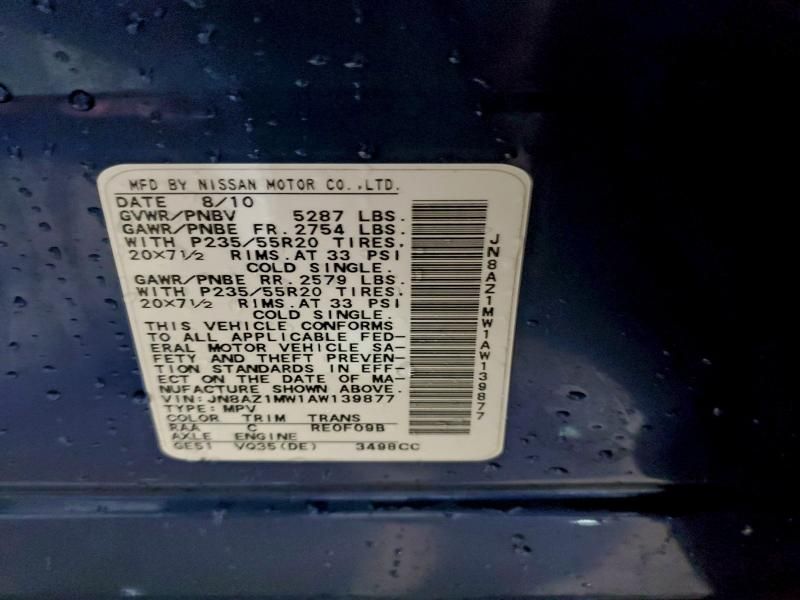 MFD BY NISSAN MOTOR CO.,LTD.
DATE 8/10
GVWR/PNBV 5287 LBS.
GAWR/PNBE FR. 2754 LBS.
WITH P235/55R20 TIRES.
20×7½ RIMS. AT 33 PSI
COLD SINGLE.
GAWR/PNBE RR. 2579 LBS.
WITH P235/55R20 TIRES.
20×7½ RIMS. AT 33 PSI
COLD SINGLE.
THIS VEHICLE CONFORMS
TO ALL APPLICABLE FED-
ERAL MOTOR VEHICLE SA-
FETY AND THEFT PREVEN-
TION STANDARDS IN EFF-
ECT ON THE DATE OF MA-
NUFACTURE SHOWN ABOVE.
VIN: JN8AZ1MW1AW139877
TYPE: MPV
COLOR TRIM TRANS
RAA C RE0F09B
AXLE ENGINE
GE51 VQ35(DE) 3498CC
JN8AZ1MW1AW139877